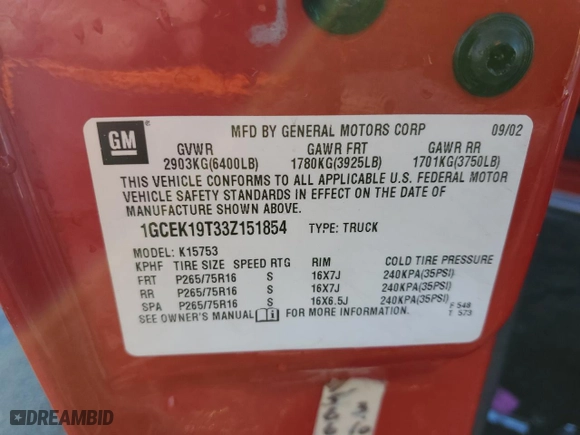 GM
MFD BY GENERAL MOTORS CORP 09/02
GVWR GAWR FRT GAWR RR
2903KG(6400LB) 1780KG(3925LB) 1701KG(3750LB)
THIS VEHICLE CONFORMS TO ALL APPLICABLE U.S. FEDERAL MOTOR
VEHICLE SAFETY STANDARDS IN EFFECT ON THE DATE OF
MANUFACTURE SHOWN ABOVE.
1GCEK19T33Z151854 TYPE: TRUCK
MODEL: K15753
KPHF TIRE SIZE SPEED RTG RIM COLD TIRE PRESSURE
FRT P265/75R16 S 16X7J 240KPA(35PSI)
RR P265/75R16 S 16X7J 240KPA(35PSI)
SPA P265/75R16 S 16X6.5J 240KPA(35PSI)
SEE OWNER'S MANUAL FOR MORE INFORMATION.
F 548
T 573
DREAMBID